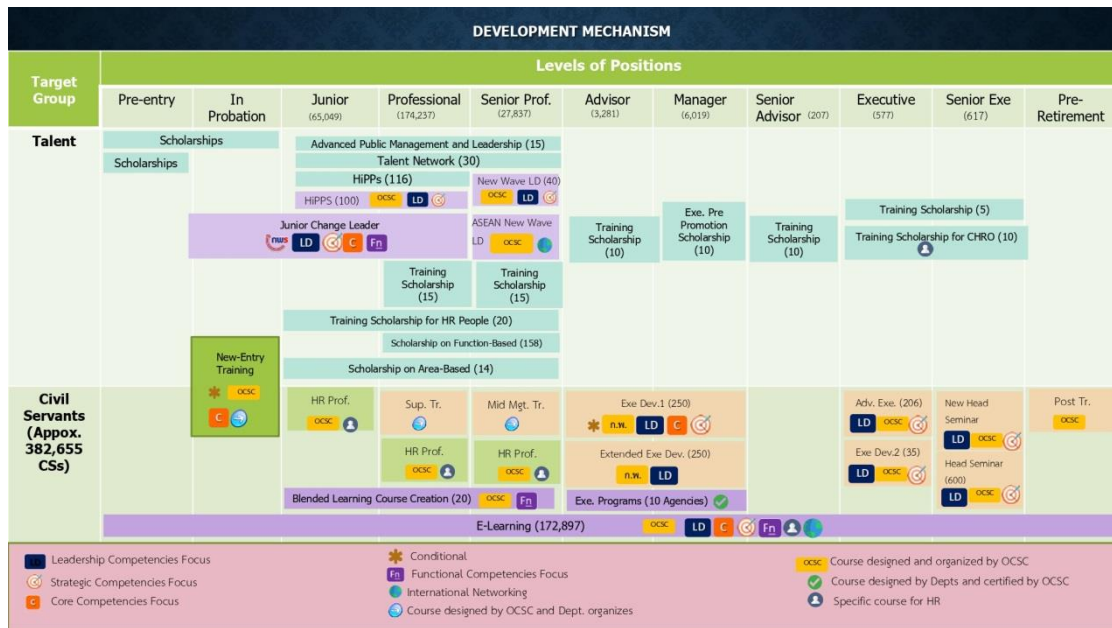 DEVELOPMENT MECHANISM
Target
Group
Levels of Positions
Pre-entry
In
Probation
Junior
(65,049)
Professional
(174,237)
Senior Prof.
(27,837)
Advisor
(3,281)
Manager
(6,019)
Senior
Advisor (207)
Executive
(577)
Senior Exe
(617)
Pre-
Retirement
Talent
Scholarships
Scholarships
Advanced Public Management and Leadership (15)
Talent Network (30)
HiPPs (116)
HiPPS (100) OCSC LD
New Wave LD (40)
OCSC LD
Junior Change Leader
nws LD C Fn
ASEAN New Wave
LD OCSC
Training
Scholarship
(10)
Exe. Pre
Promotion
Scholarship
(10)
Training
Scholarship
(10)
Training Scholarship (5)
Training Scholarship for CHRO (10)
Training
Scholarship
(15)
Training
Scholarship
(15)
Training Scholarship for HR People (20)
Scholarship on Function-Based (158)
Scholarship on Area-Based (14)
New-Entry
Training
OCSC
C
Civil
Servants
(Appox.
382,655
CSs)
HR Prof.
OCSC
Sup. Tr.
HR Prof.
OCSC
Mid Mgt. Tr.
HR Prof.
OCSC
Exe Dev.1 (250)
ก.พ. LD C
Extended Exe Dev. (250)
ก.พ. LD
Adv. Exe. (206)
LD OCSC
Exe Dev.2 (35)
LD OCSC
New Head
Seminar
LD OCSC
Head Seminar
(600)
LD OCSC
Post Tr.
OCSC
Blended Learning Course Creation (20) OCSC Fn
Exe. Programs (10 Agencies)
E-Learning (172,897) OCSC LD C Fn
LD Leadership Competencies Focus
Strategic Competencies Focus
C Core Competencies Focus
Conditional
Fn Functional Competencies Focus
International Networking
Course designed by OCSC and Dept. organizes
OCSC Course designed and organized by OCSC
Course designed by Depts and certified by OCSC
Specific course for HR